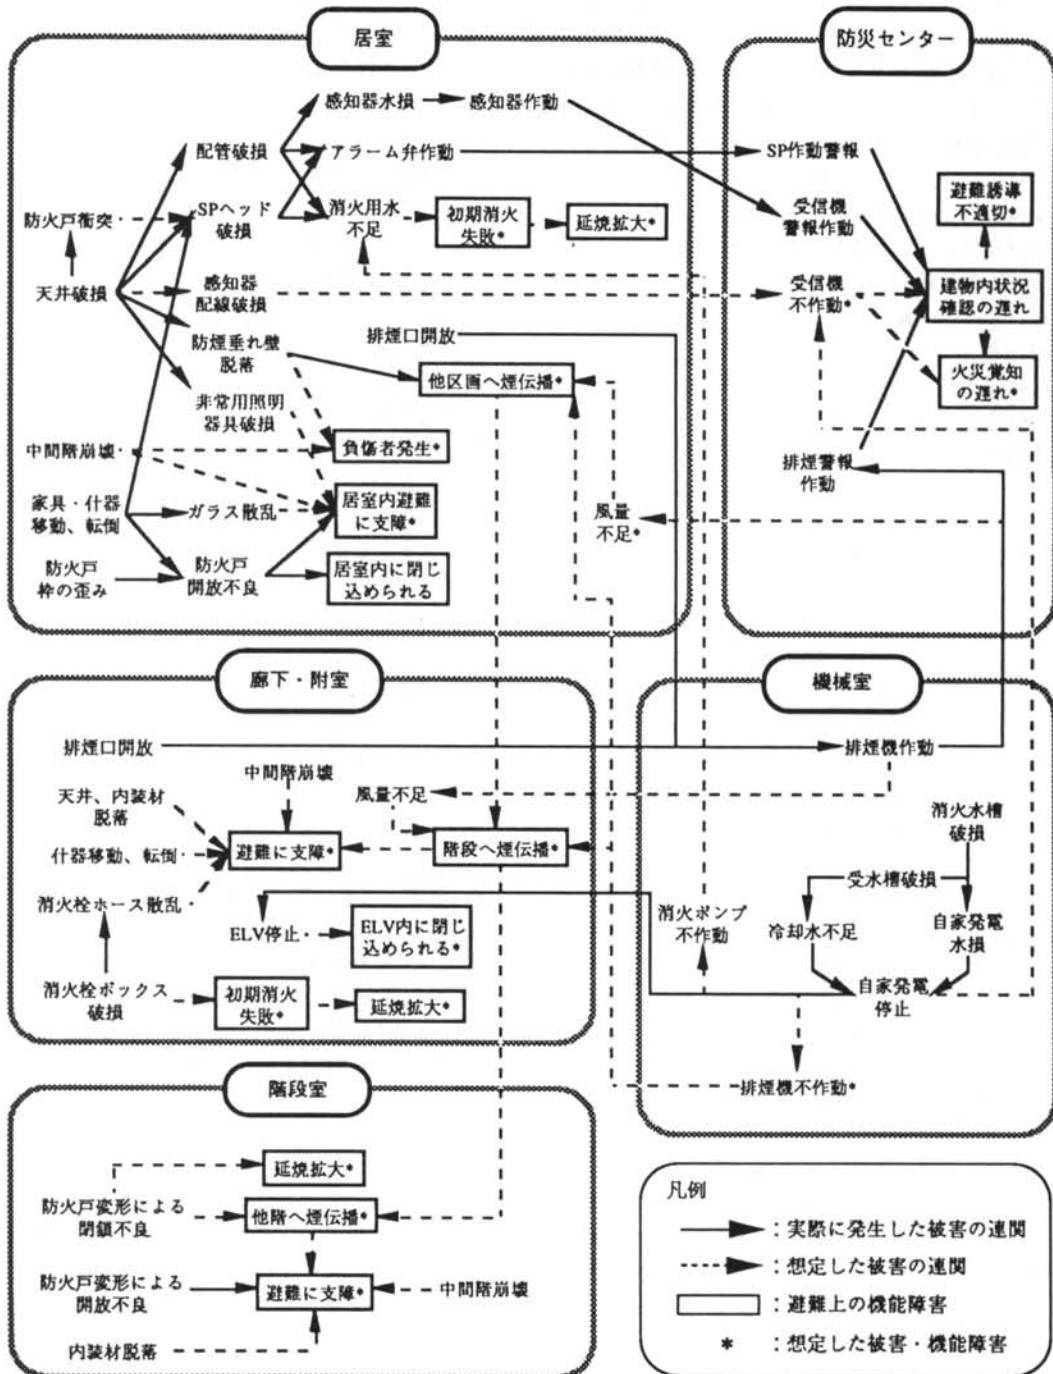 居室
感知器水損
感知器作動
配管破損
アラーム弁作動
防火戸衝突
SPヘッド
破損
消火用水
不足
初期消火
失敗*
延焼拡大*
天井破損
感知器
配線破損
防煙垂れ壁
脱落
排煙口開放
他区画へ煙伝播*
非常用照明
器具破損
中間階崩壊
負傷者発生*
家具・什器
移動、転倒
ガラス散乱
居室内避難
に支障*
風量
不足*
防火戸
枠の歪み
防火戸
開放不良
居室内に閉じ
込められる
防災センター
SP作動警報
避難誘導
不適切*
受信機
警報作動
受信機
不作動*
建物内状況
確認の遅れ
火災覚知
の遅れ*
排煙警報
作動
廊下・附室
排煙口開放
中間階崩壊
天井、内装材
脱落
風量不足*
什器移動、転倒
避難に支障*
階段へ煙伝播*
消火栓ホース散乱
ELV停止
ELV内に閉じ
込められる*
消火栓ボックス
破損
初期消火
失敗*
延焼拡大*
機械室
排煙機作動
消火水槽
破損
受水槽破損
消火ポンプ
不作動
冷却水不足
自家発電
水損
自家発電
停止
排煙機不作動*
階段室
延焼拡大*
防火戸変形による
閉鎖不良
他階へ煙伝播*
防火戸変形による
開放不良
避難に支障*
中間階崩壊
内装材脱落
凡例
:実際に発生した被害の連関
:想定した被害の連関
:避難上の機能障害
* :想定した被害・機能障害